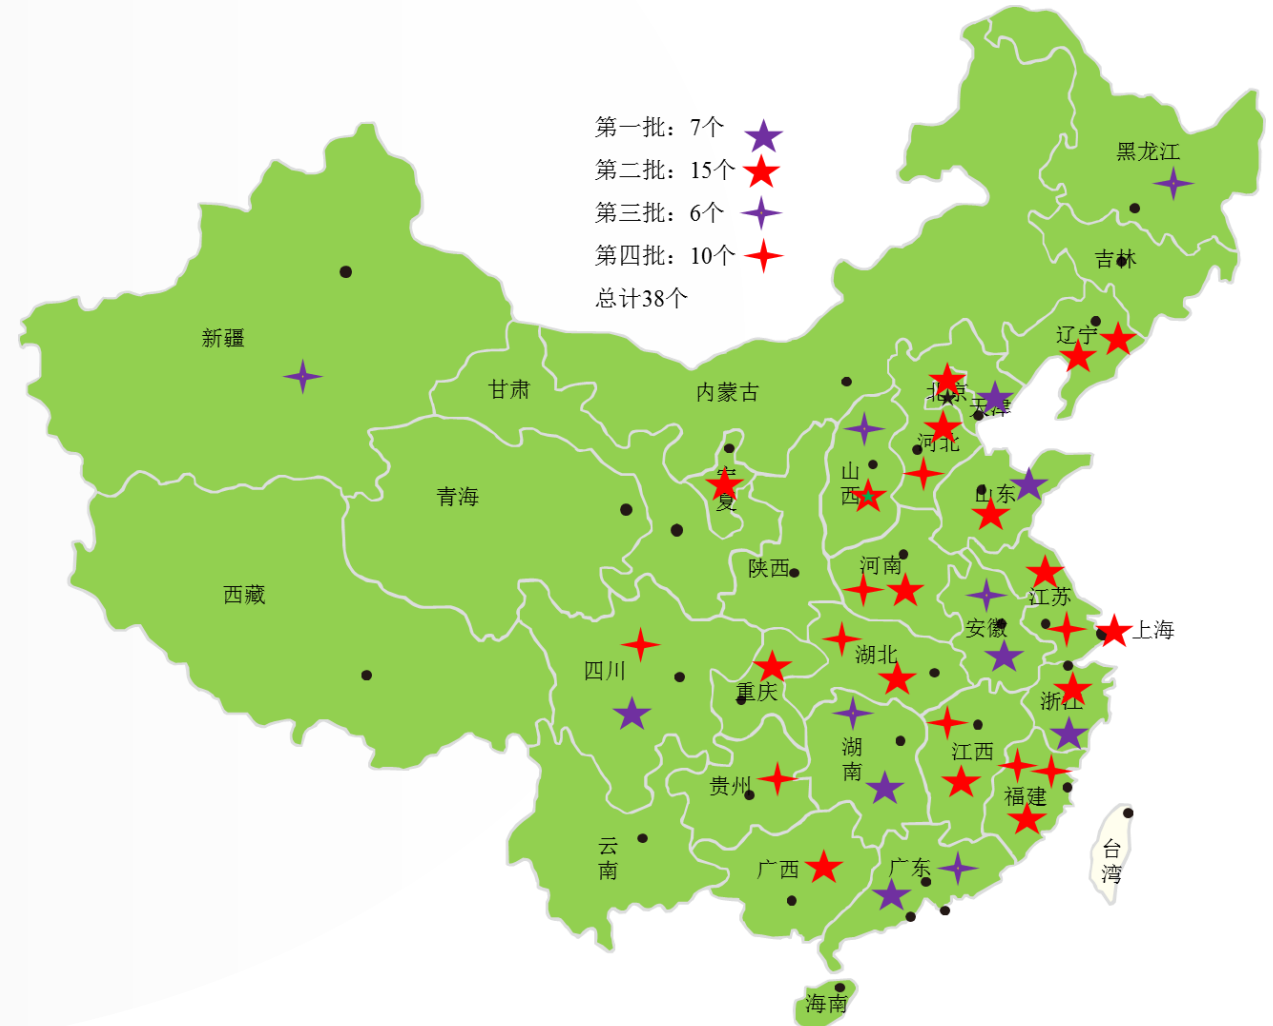 第一批：7个
第二批：15个
第三批：6个
第四批：10个
总计38个
黑龙江
吉林
辽宁
新疆
甘肃
内蒙古
北京
天津
河北
宁
夏
山
西
山东
青海
陕西
河南
西藏
江苏
安徽
上海
四川
湖北
重庆
浙江
湖
南
江西
贵州
福建
云
南
广西
广东
台
湾
海南